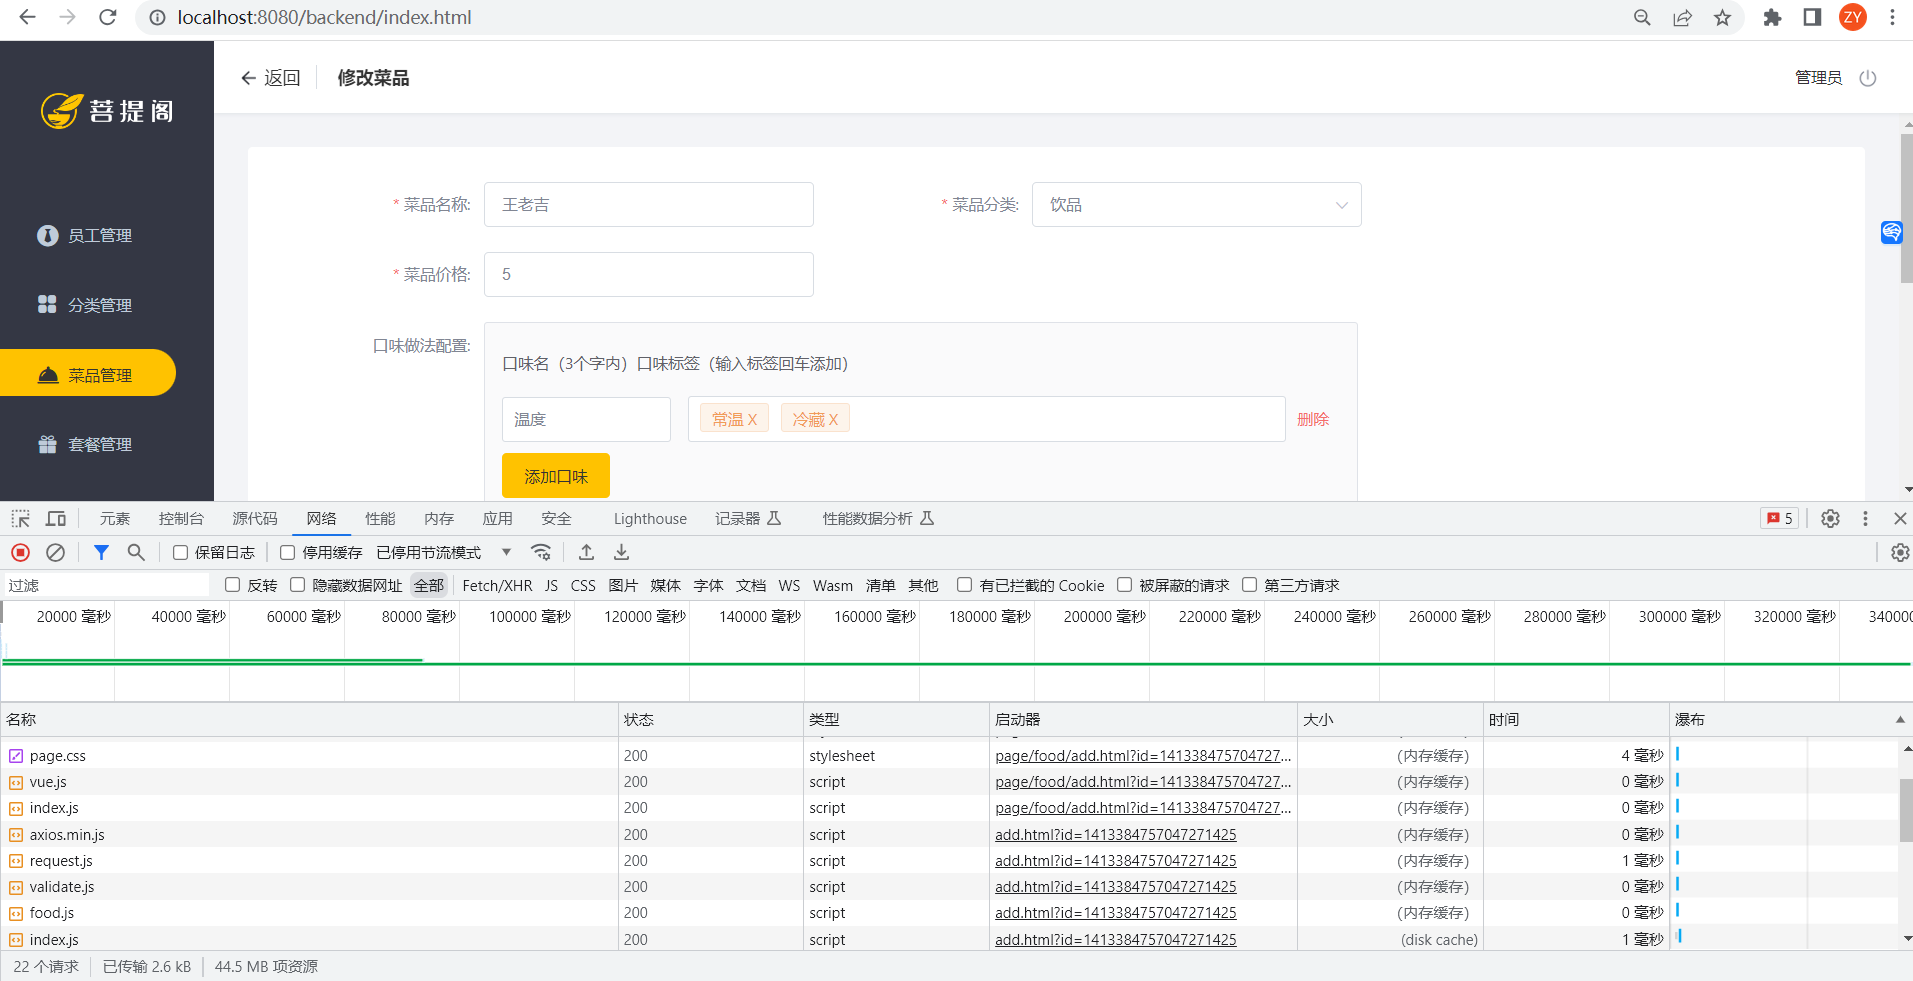 localhost:8080/backend/index.html
ZY
菩提阁
返回
修改菜品
管理员
员工管理
分类管理
菜品管理
套餐管理
* 菜品名称: 王老吉
* 菜品分类: 饮品
* 菜品价格: 5
口味做法配置:
口味名（3个字内）口味标签（输入标签回车添加）
温度 常温 X 冷藏 X 删除
添加口味
元素 控制台 源代码 网络 性能 内存 应用 安全 Lighthouse 记录器 性能数据分析 5
保留日志 停用缓存 已停用节流模式
过滤 反转 隐藏数据网址 全部 Fetch/XHR JS CSS 图片 媒体 字体 文档 WS Wasm 清单 其他 有已拦截的 Cookie 被屏蔽的请求 第三方请求
20000 毫秒 40000 毫秒 60000 毫秒 80000 毫秒 100000 毫秒 120000 毫秒 140000 毫秒 160000 毫秒 180000 毫秒 200000 毫秒 220000 毫秒 240000 毫秒 260000 毫秒 280000 毫秒 300000 毫秒 320000 毫秒 34000
名称 状态 类型 启动器 大小 时间 瀑布
page.css 200 stylesheet page/food/add.html?id=141338475704727... (内存缓存) 4 毫秒
vue.js 200 script page/food/add.html?id=141338475704727... (内存缓存) 0 毫秒
index.js 200 script page/food/add.html?id=141338475704727... (内存缓存) 0 毫秒
axios.min.js 200 script add.html?id=1413384757047271425 (内存缓存) 0 毫秒
request.js 200 script add.html?id=1413384757047271425 (内存缓存) 1 毫秒
validate.js 200 script add.html?id=1413384757047271425 (内存缓存) 0 毫秒
food.js 200 script add.html?id=1413384757047271425 (内存缓存) 0 毫秒
index.js 200 script add.html?id=1413384757047271425 (disk cache) 1 毫秒
22 个请求 已传输 2.6 kB 44.5 MB 项资源